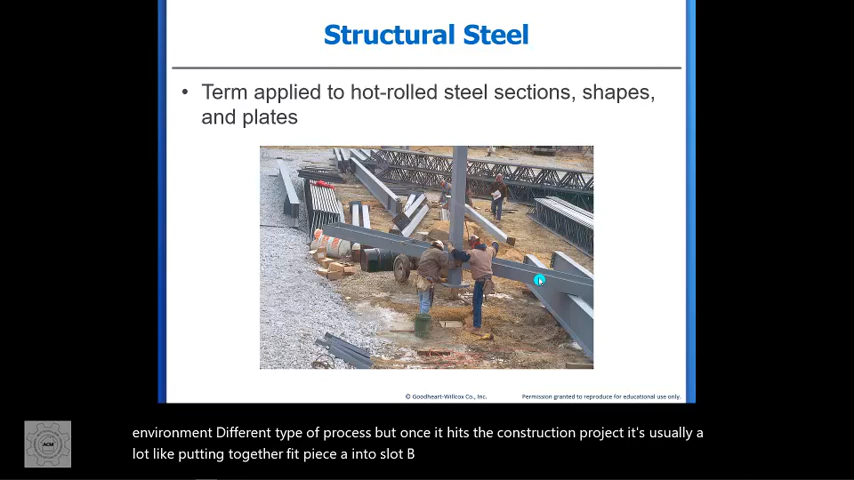 Structural Steel
• Term applied to hot-rolled steel sections, shapes,
and plates
© Goodheart-Willcox Co., Inc. Permission granted to reproduce for educational use only.
ACM
environment Different type of process but once it hits the construction project it's usually a
lot like putting together fit piece a into slot B